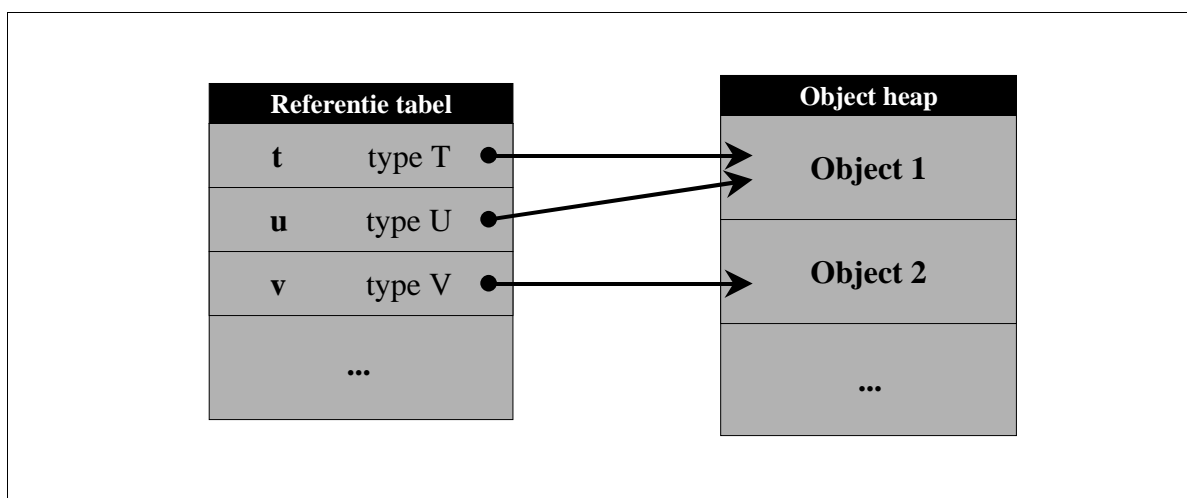 Referentie tabel
t type T
u type U
v type V
...
Object heap
Object 1
Object 2
...